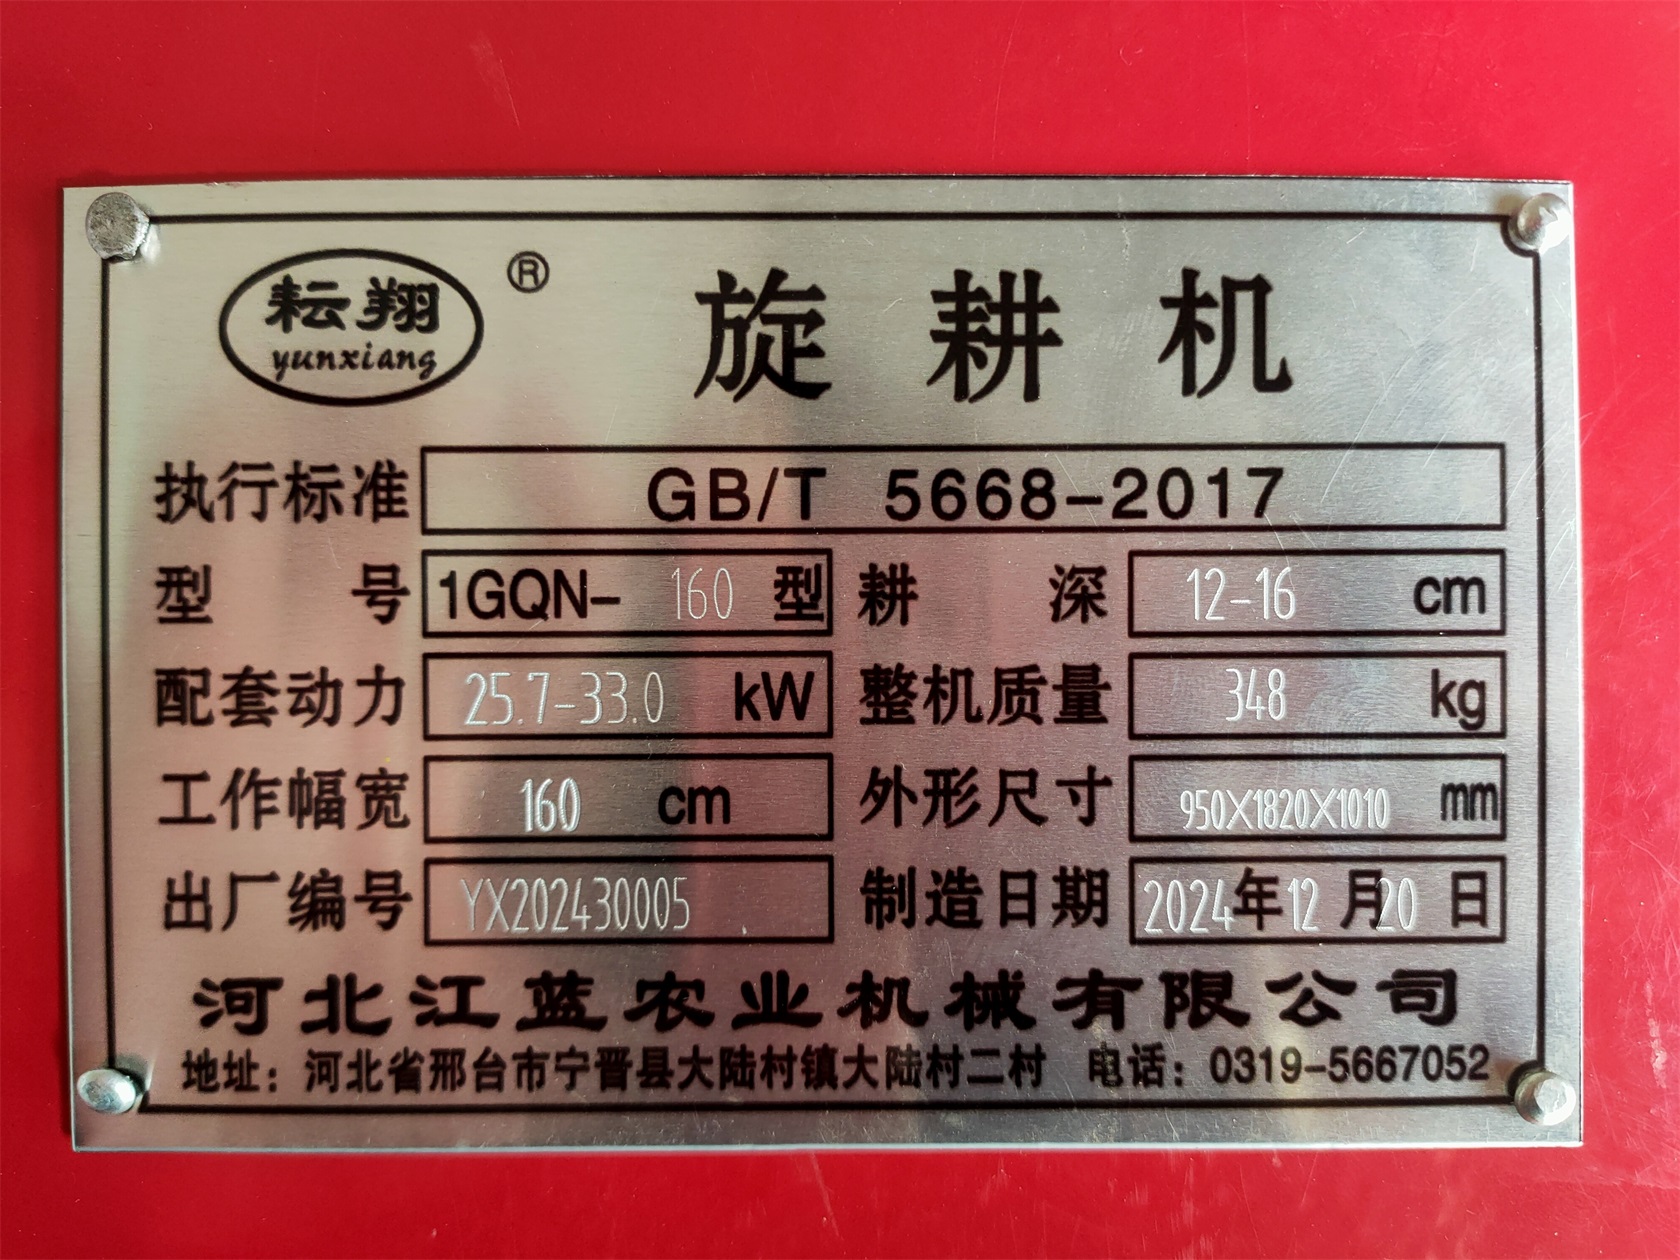 耘翔
yunxiang
®
旋耕机
执行标准 GB/T 5668-2017
型号 1GQN-160型 耕深 12-16 cm
配套动力 25.7-33.0 kW 整机质量 348 kg
工作幅宽 160 cm 外形尺寸 950X1820X1010 mm
出厂编号 YX202430005 制造日期 2024年12月20日
河北江蓝农业机械有限公司
地址：河北省邢台市宁晋县大陆村镇大陆村二村 电话：0319-5667052